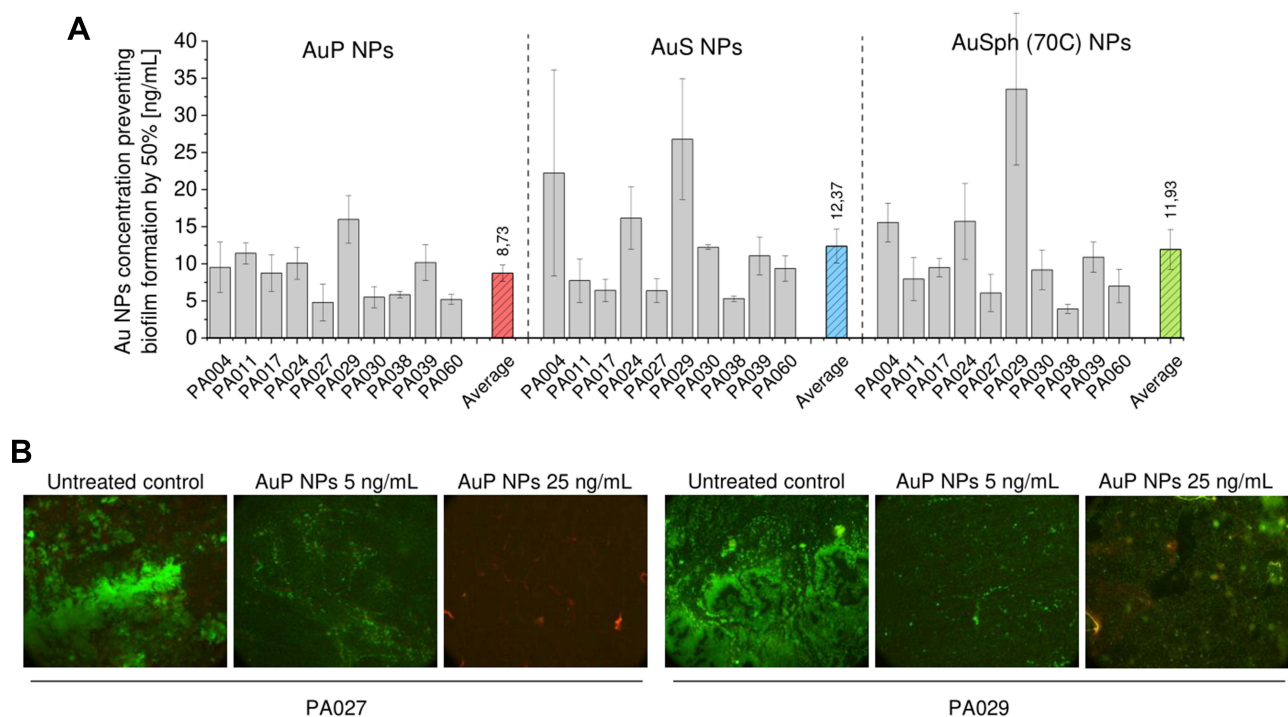 A
Au NPs concentration preventing
biofilm formation by 50% [ng/mL]
40
35
30
25
20
15
10
5
0
AuP NPs
AuS NPs
AuSph (70C) NPs
8,73
12,37
11,93
PA004
PA011
PA017
PA024
PA027
PA029
PA030
PA038
PA039
PA060
Average
PA004
PA011
PA017
PA024
PA027
PA029
PA030
PA038
PA039
PA060
Average
PA004
PA011
PA017
PA024
PA027
PA029
PA030
PA038
PA039
PA060
Average
B
Untreated control
AuP NPs 5 ng/mL
AuP NPs 25 ng/mL
Untreated control
AuP NPs 5 ng/mL
AuP NPs 25 ng/mL
PA027
PA029